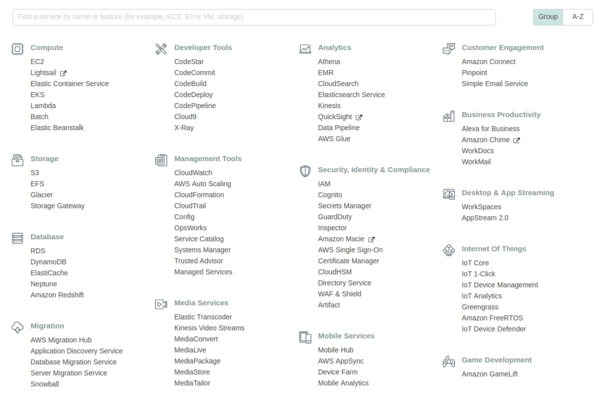 Find a service by name or feature (for example, EC2, S3 or VM, storage).
Group
A-Z
Compute
EC2
Lightsail
Elastic Container Service
EKS
Lambda
Batch
Elastic Beanstalk
Storage
S3
EFS
Glacier
Storage Gateway
Database
RDS
DynamoDB
ElastiCache
Neptune
Amazon Redshift
Migration
AWS Migration Hub
Application Discovery Service
Database Migration Service
Server Migration Service
Snowball
Developer Tools
CodeStar
CodeCommit
CodeBuild
CodeDeploy
CodePipeline
Cloud9
X-Ray
Management Tools
CloudWatch
AWS Auto Scaling
CloudFormation
CloudTrail
Config
OpsWorks
Service Catalog
Systems Manager
Trusted Advisor
Managed Services
Media Services
Elastic Transcoder
Kinesis Video Streams
MediaConvert
MediaLive
MediaPackage
MediaStore
MediaTailor
Analytics
Athena
EMR
CloudSearch
Elasticsearch Service
Kinesis
QuickSight
Data Pipeline
AWS Glue
Security, Identity & Compliance
IAM
Cognito
Secrets Manager
GuardDuty
Inspector
Amazon Macie
AWS Single Sign-On
Certificate Manager
CloudHSM
Directory Service
WAF & Shield
Artifact
Mobile Services
Mobile Hub
AWS AppSync
Device Farm
Mobile Analytics
Customer Engagement
Amazon Connect
Pinpoint
Simple Email Service
Business Productivity
Alexa for Business
Amazon Chime
WorkDocs
WorkMail
Desktop & App Streaming
WorkSpaces
AppStream 2.0
Internet Of Things
IoT Core
IoT 1-Click
IoT Device Management
IoT Analytics
Greengrass
Amazon FreeRTOS
IoT Device Defender
Game Development
Amazon GameLift